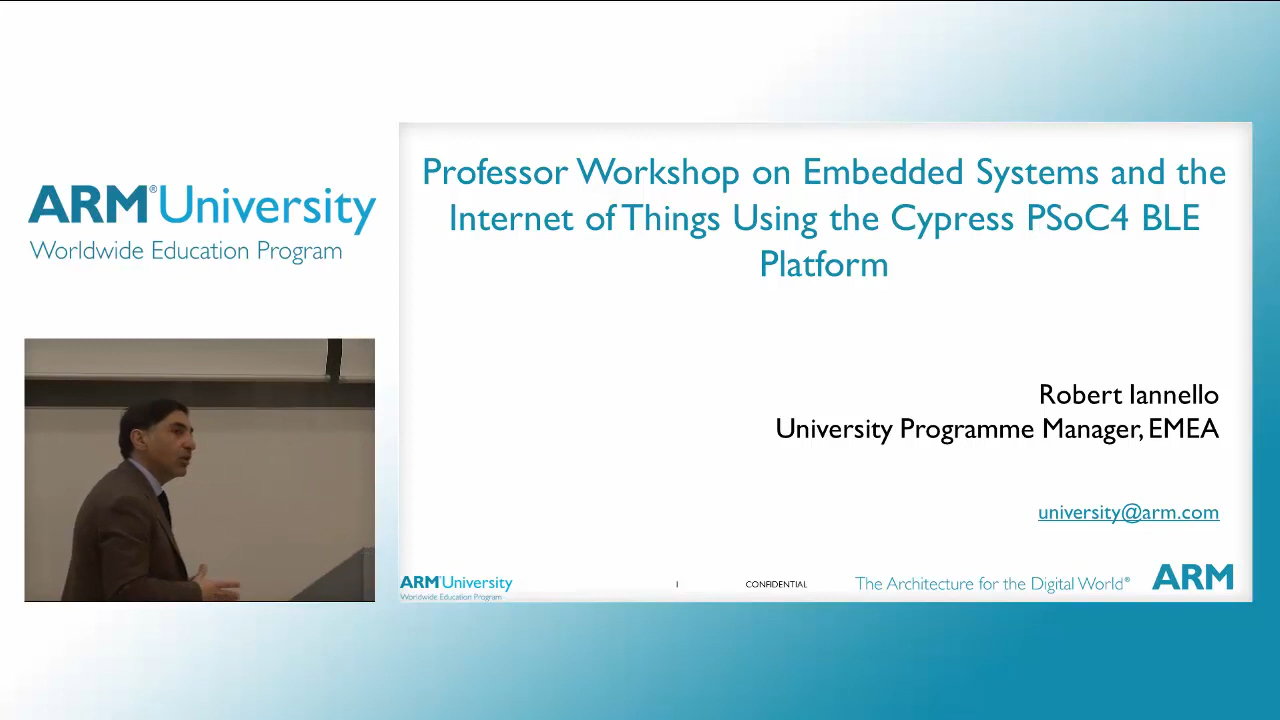 ARM® University
Worldwide Education Program
Professor Workshop on Embedded Systems and the
Internet of Things Using the Cypress PSoC4 BLE
Platform
Robert Iannello
University Programme Manager, EMEA
university@arm.com
ARM® University
Worldwide Education Program
1
CONFIDENTIAL
The Architecture for the Digital World®
ARM